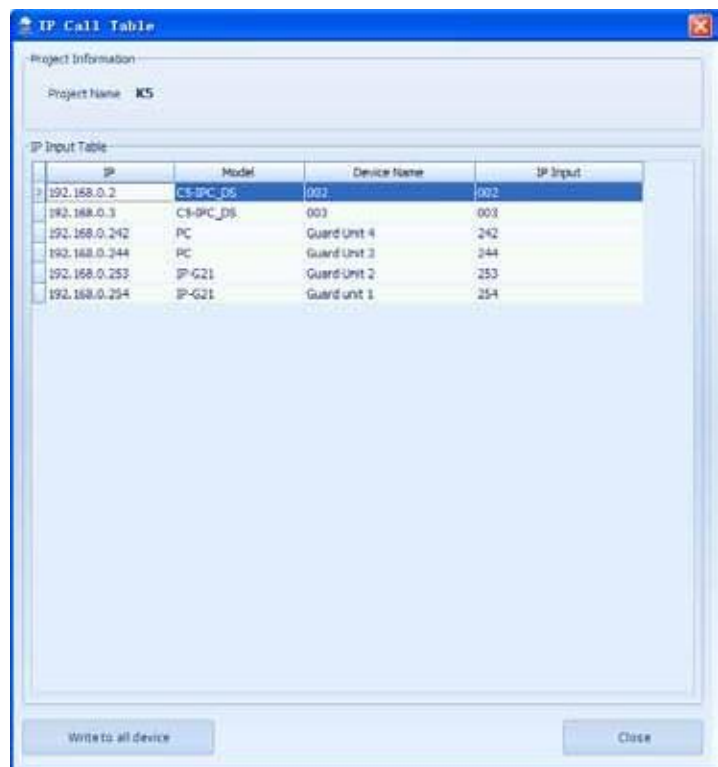 IP Call Table
Project Information
Project Name K5
IP Input Table
IP Model Device Name IP Input
192.168.0.2 CS-IPC_DS 002 002
192.168.0.3 CS-IPC_DS 003 003
192.168.0.242 PC Guard Unit 4 242
192.168.0.244 PC Guard Unit 3 244
192.168.0.253 IP-G21 Guard Unit 2 253
192.168.0.254 IP-G21 Guard unit 1 254
Write to all device Close